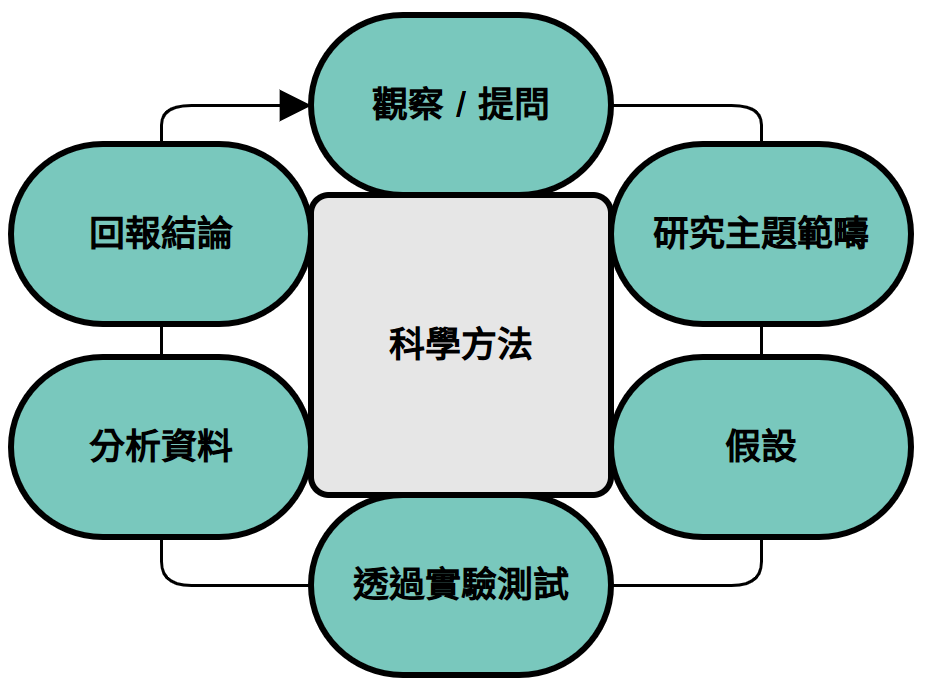 觀察 / 提問
回報結論
研究主題範疇
科學方法
分析資料
假設
透過實驗測試